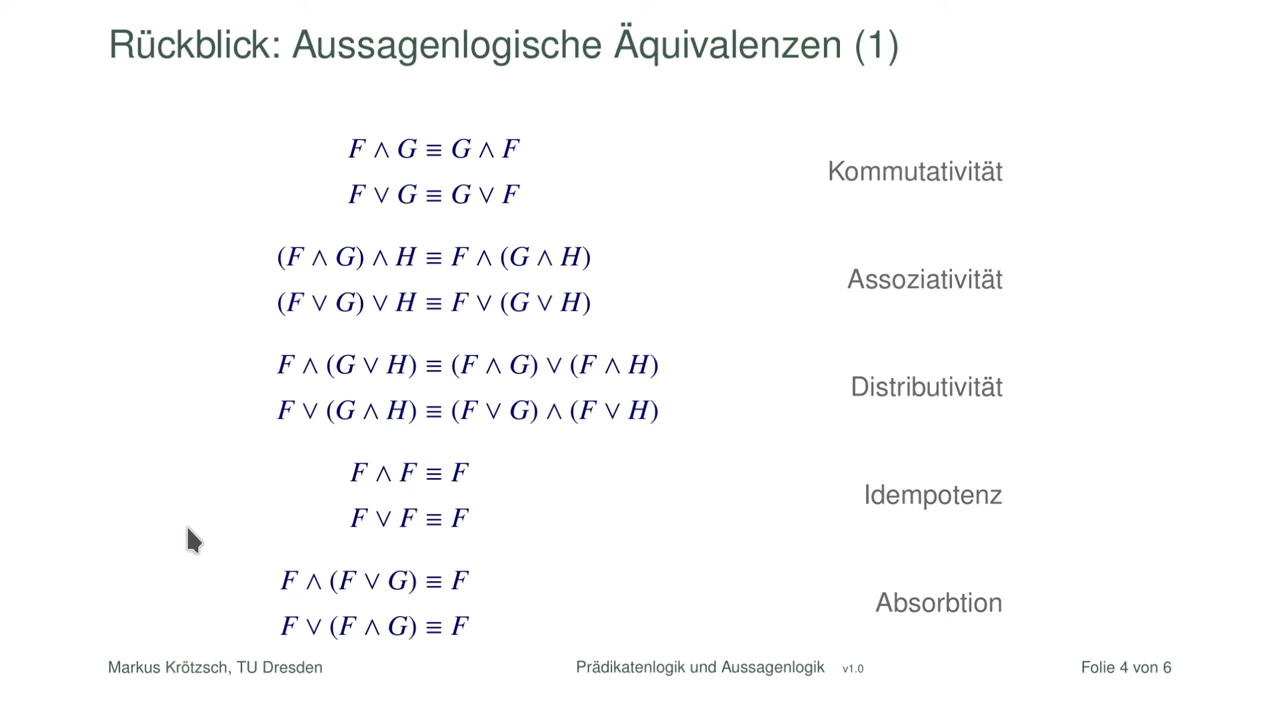 Rückblick: Aussagenlogische Äquivalenzen (1)
F ∧ G ≡ G ∧ F
F ∨ G ≡ G ∨ F
Kommutativität
(F ∧ G) ∧ H ≡ F ∧ (G ∧ H)
(F ∨ G) ∨ H ≡ F ∨ (G ∨ H)
Assoziativität
F ∧ (G ∨ H) ≡ (F ∧ G) ∨ (F ∧ H)
F ∨ (G ∧ H) ≡ (F ∨ G) ∧ (F ∨ H)
Distributivität
F ∧ F ≡ F
F ∨ F ≡ F
Idempotenz
F ∧ (F ∨ G) ≡ F
F ∨ (F ∧ G) ≡ F
Absorbtion
Markus Krötzsch, TU Dresden Prädikatenlogik und Aussagenlogik v1.0 Folie 4 von 6